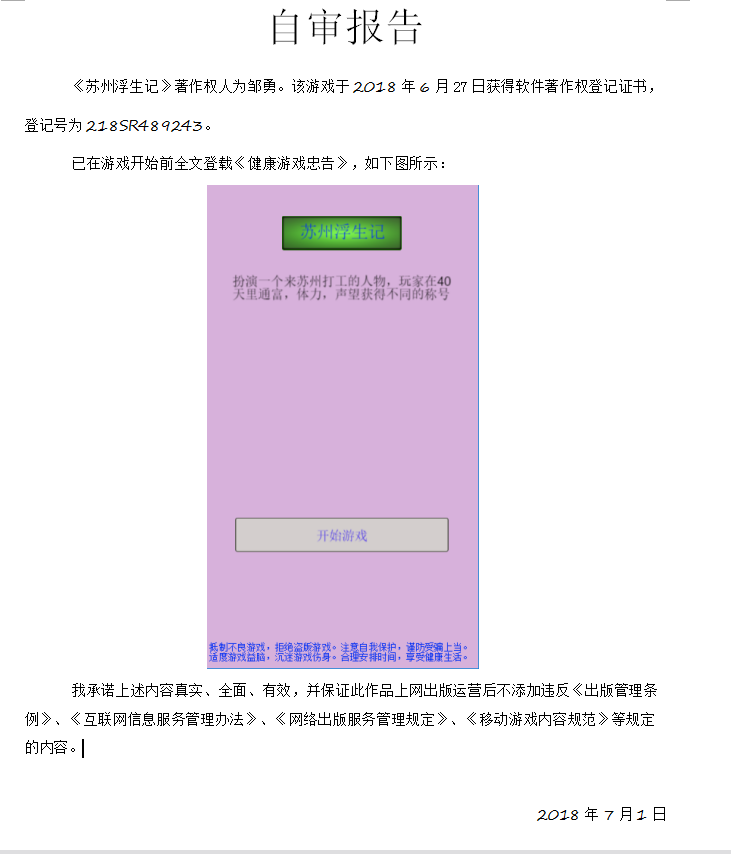 自审报告
《苏州浮生记》著作权人为邹勇。该游戏于 2018 年 6 月 27 日获得软件著作权登记证书，
登记号为 218SR489243。
已在游戏开始前全文登载《健康游戏忠告》，如下图所示：
苏州浮生记
扮演一个来苏州打工的人物，玩家在40
天里通富，体力，声望获得不同的称号
开始游戏
抵制不良游戏，拒绝盗版游戏。注意自我保护，谨防受骗上当。
适度游戏益脑，沉迷游戏伤身。合理安排时间，享受健康生活。
我承诺上述内容真实、全面、有效，并保证此作品上网出版运营后不添加违反《出版管理条
例》、《互联网信息服务管理办法》、《网络出版服务管理规定》、《移动游戏内容规范》等规定
的内容。
2018 年 7 月 1 日